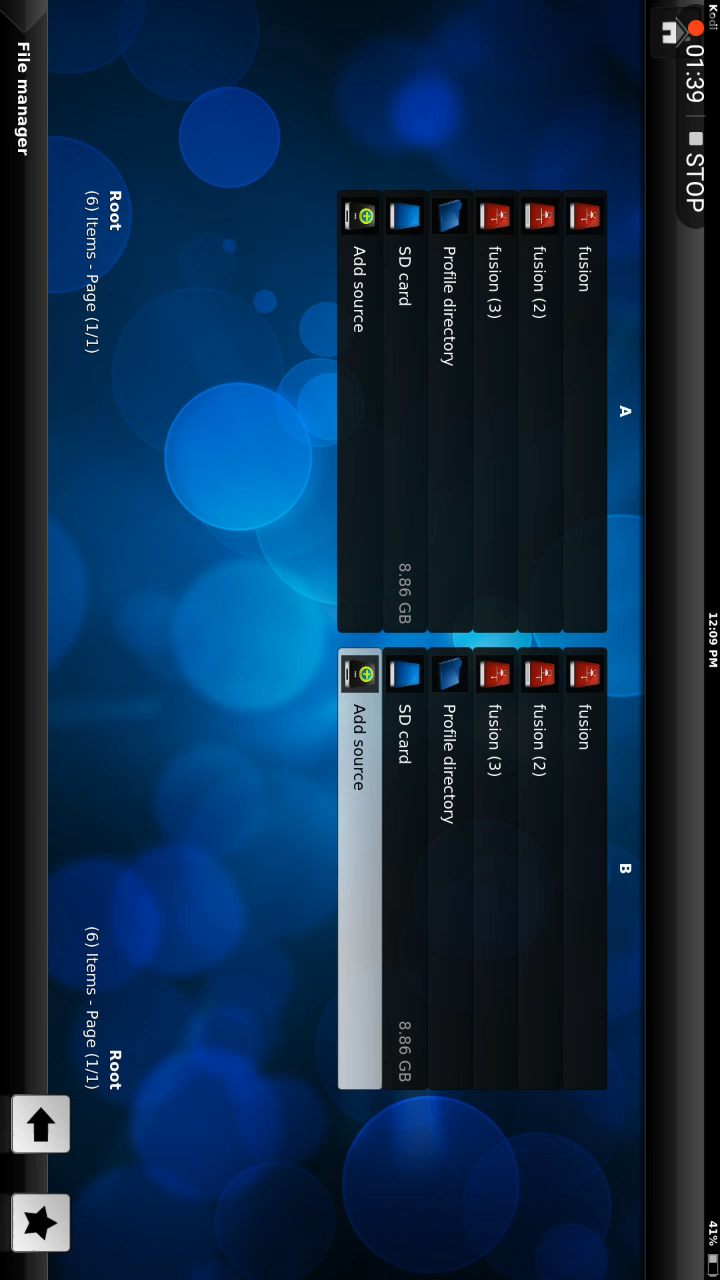 Kodi
12:09 PM
41%
01:39 STOP
A
fusion
fusion (2)
fusion (3)
Profile directory
SD card 8.86 GB
Add source
B
fusion
fusion (2)
fusion (3)
Profile directory
SD card 8.86 GB
Add source
Root
(6) Items - Page (1/1)
Root
(6) Items - Page (1/1)
File manager